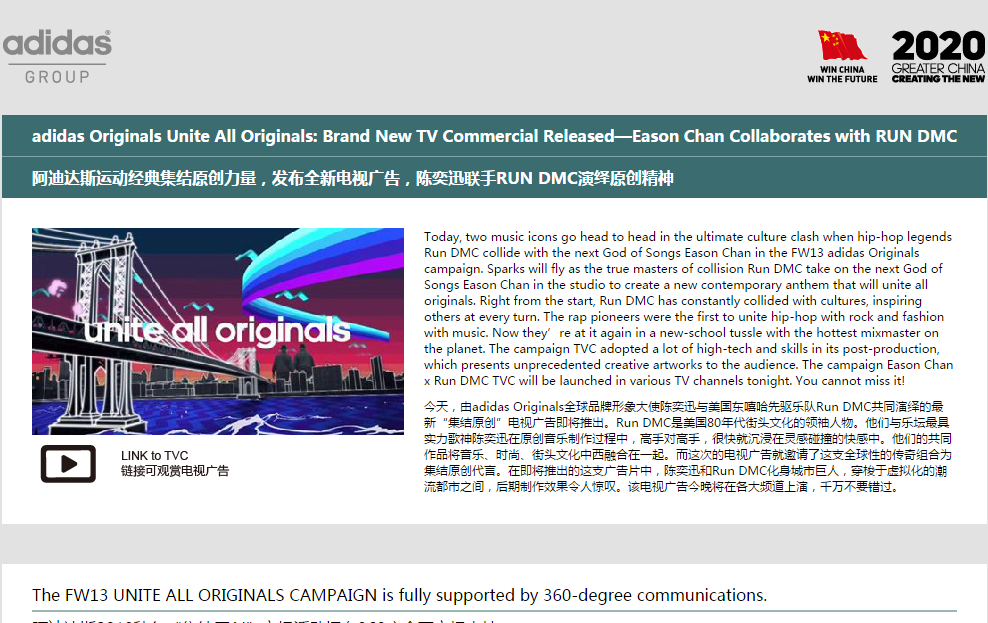 adidas
GROUP
WIN CHINA
WIN THE FUTURE
2020
GREATER CHINA
CREATING THE NEW
adidas Originals Unite All Originals: Brand New TV Commercial Released—Eason Chan Collaborates with RUN DMC
阿迪达斯运动经典集结原创力量，发布全新电视广告，陈奕迅联手RUN DMC演绎原创精神
unite all originals
LINK to TVC
链接可观赏电视广告
Today, two music icons go head to head in the ultimate culture clash when hip-hop legends
Run DMC collide with the next God of Songs Eason Chan in the FW13 adidas Originals
campaign. Sparks will fly as the true masters of collision Run DMC take on the next God of
Songs Eason Chan in the studio to create a new contemporary anthem that will unite all
originals. Right from the start, Run DMC has constantly collided with cultures, inspiring
others at every turn. The rap pioneers were the first to unite hip-hop with rock and fashion
with music. Now they’re at it again in a new-school tussle with the hottest mixmaster on
the planet. The campaign TVC adopted a lot of high-tech and skills in its post-production,
which presents unprecedented creative artworks to the audience. The campaign Eason Chan
x Run DMC TVC will be launched in various TV channels tonight. You cannot miss it!
今天，由adidas Originals全球品牌形象大使陈奕迅与美国东嘻哈先驱乐队Run DMC共同演绎的最
新“集结原创”电视广告即将推出。Run DMC是美国80年代街头文化的领袖人物。他们与乐坛最具
实力歌神陈奕迅在原创音乐制作过程中，高手对高手，很快就沉浸在灵感碰撞的快感中。他们的共同
作品将音乐、时尚、街头文化中西融合在一起。而这次的电视广告就邀请了这支全球性的传奇组合为
集结原创代言。在即将推出的这支广告片中，陈奕迅和Run DMC化身城市巨人，穿梭于虚拟化的潮
流都市之间，后期制作效果令人惊叹。该电视广告今晚将在各大频道上演，千万不要错过。
The FW13 UNITE ALL ORIGINALS CAMPAIGN is fully supported by 360-degree communications.